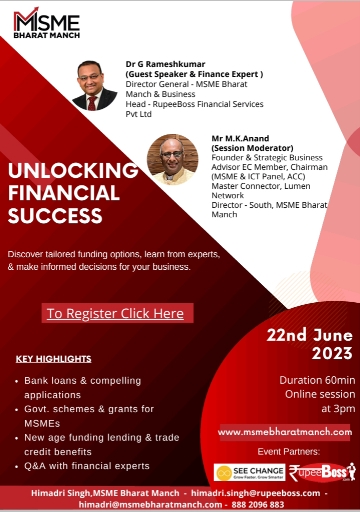 MSME
BHARAT MANCH
Dr G Rameshkumar
(Guest Speaker & Finance Expert )
Director General - MSME Bharat
Manch & Business
Head - RupeeBoss Financial Services
Pvt Ltd
Mr M.K.Anand
(Session Moderator)
Founder & Strategic Business
Advisor EC Member, Chairman
(MSME & ICT Panel, ACC)
Master Connector, Lumen
Network
Director - South, MSME Bharat
Manch
UNLOCKING
FINANCIAL
SUCCESS
Discover tailored funding options, learn from experts,
& make informed decisions for your business.
To Register Click Here
22nd June
2023
KEY HIGHLIGHTS
Duration 60min
Online session
at 3pm
• Bank loans & compelling
applications
• Govt. schemes & grants for
MSMEs
• New age funding lending & trade
credit benefits
• Q&A with financial experts
www.msmebharatmanch.com
Event Partners:
SEE CHANGE
Grow Faster. Grow Smarter.
₹upeeBoss
.com
Himadri Singh,MSME Bharat Manch - himadri.singh@rupeeboss.com -
himadri@msmebharatmanch.com - 888 2096 883